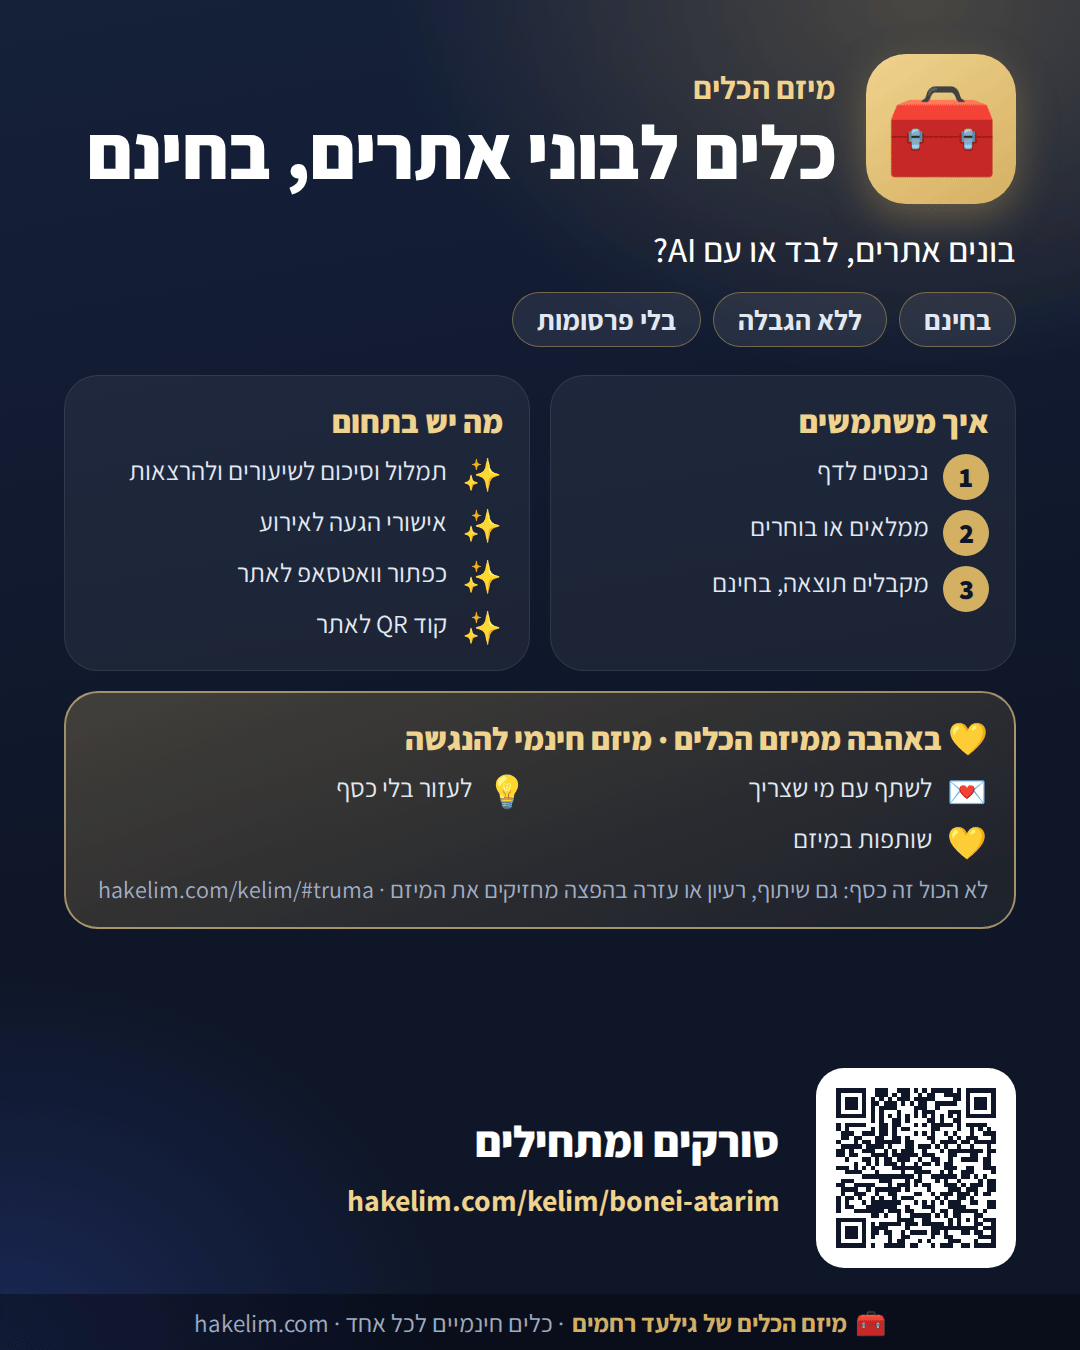 מיזם הכלים
כלים לבוני אתרים, בחינם
בונים אתרים, לבד או עם AI?
בחינם
ללא הגבלה
בלי פרסומות
איך משתמשים
1 נכנסים לדף
2 ממלאים או בוחרים
3 מקבלים תוצאה, בחינם
מה יש בתחום
תמלול וסיכום לשיעורים ולהרצאות
אישורי הגעה לאירוע
כפתור וואטסאפ לאתר
קוד QR לאתר
באהבה ממיזם הכלים · מיזם חינמי להנגשה
לשתף עם מי שצריך
לעזור בלי כסף
שותפות במיזם
לא הכול זה כסף: גם שיתוף, רעיון או עזרה בהפצה מחזיקים את המיזם · hakelim.com/kelim/#truma
סורקים ומתחילים
hakelim.com/kelim/bonei-atarim
מיזם הכלים של גילעד רחמים · כלים חינמיים לכל אחד · hakelim.com